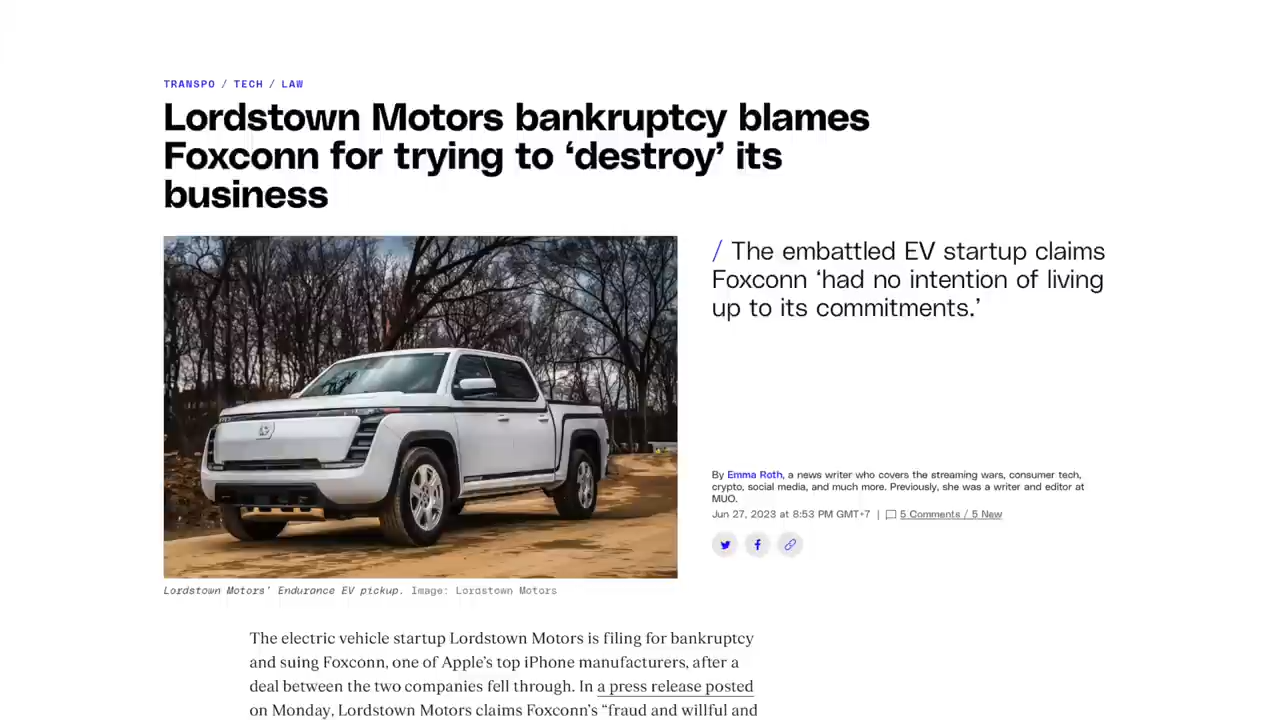 TRANSPO / TECH / LAW
Lordstown Motors bankruptcy blames
Foxconn for trying to ‘destroy’ its
business
/ The embattled EV startup claims
Foxconn ‘had no intention of living
up to its commitments.’
By Emma Roth, a news writer who covers the streaming wars, consumer tech,
crypto, social media, and much more. Previously, she was a writer and editor at
MUO.
Jun 27, 2023 at 8:53 PM GMT+7 | 5 Comments / 5 New
Lordstown Motors’ Endurance EV pickup. Image: Lordstown Motors
The electric vehicle startup Lordstown Motors is filing for bankruptcy
and suing Foxconn, one of Apple’s top iPhone manufacturers, after a
deal between the two companies fell through. In a press release posted
on Monday, Lordstown Motors claims Foxconn’s “fraud and willful and